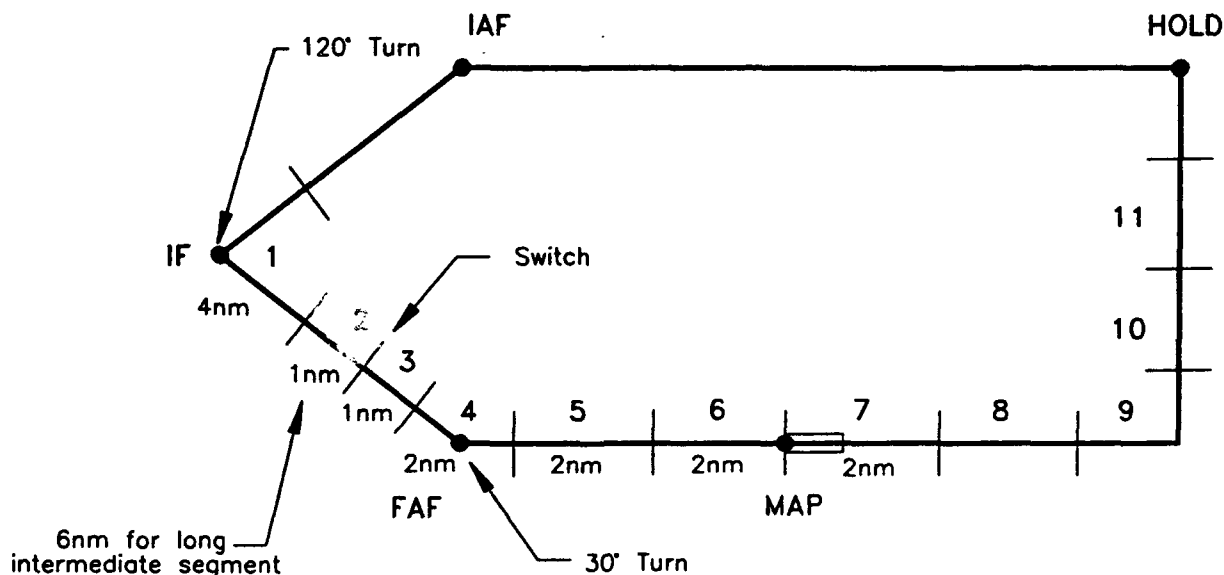 IAF
HOLD
120° Turn
11
IF
1
Switch
4nm
2
10
3
1nm
1nm
4
5
6
7
8
9
2nm
2nm
2nm
2nm
FAF
MAP
6nm for long
intermediate segment
30° Turn